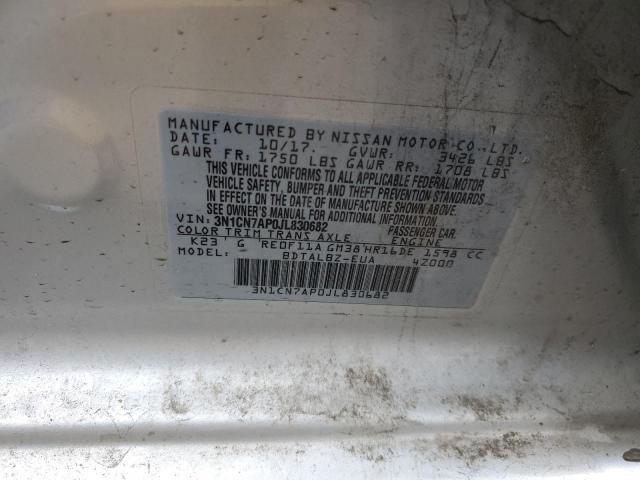 MANUFACTURED BY NISSAN MOTOR CO., LTD.
DATE: 10/17. GVWR: 3426 LBS
GAWR FR: 1750 LBS GAWR RR: 1708 LBS
THIS VEHICLE CONFORMS TO ALL APPLICABLE FEDERAL MOTOR
VEHICLE SAFETY, BUMPER AND THEFT PREVENTION STANDARDS
IN EFFECT ON THE DATE OF MANUFACTURE SHOWN ABOVE.
SEE OWNER'S MANUAL FOR ADDITIONAL INFORMATION
VIN: 3N1CN7AP0JL830682 PASSENGER CAR.
COLOR TRIM TRANS AXLE ENGINE
K23 G RE0F11A GM38 HR16DE 1598 CC
MODEL: BDTALBZ-EUA 4Z000
3N1CN7AP0JL830682